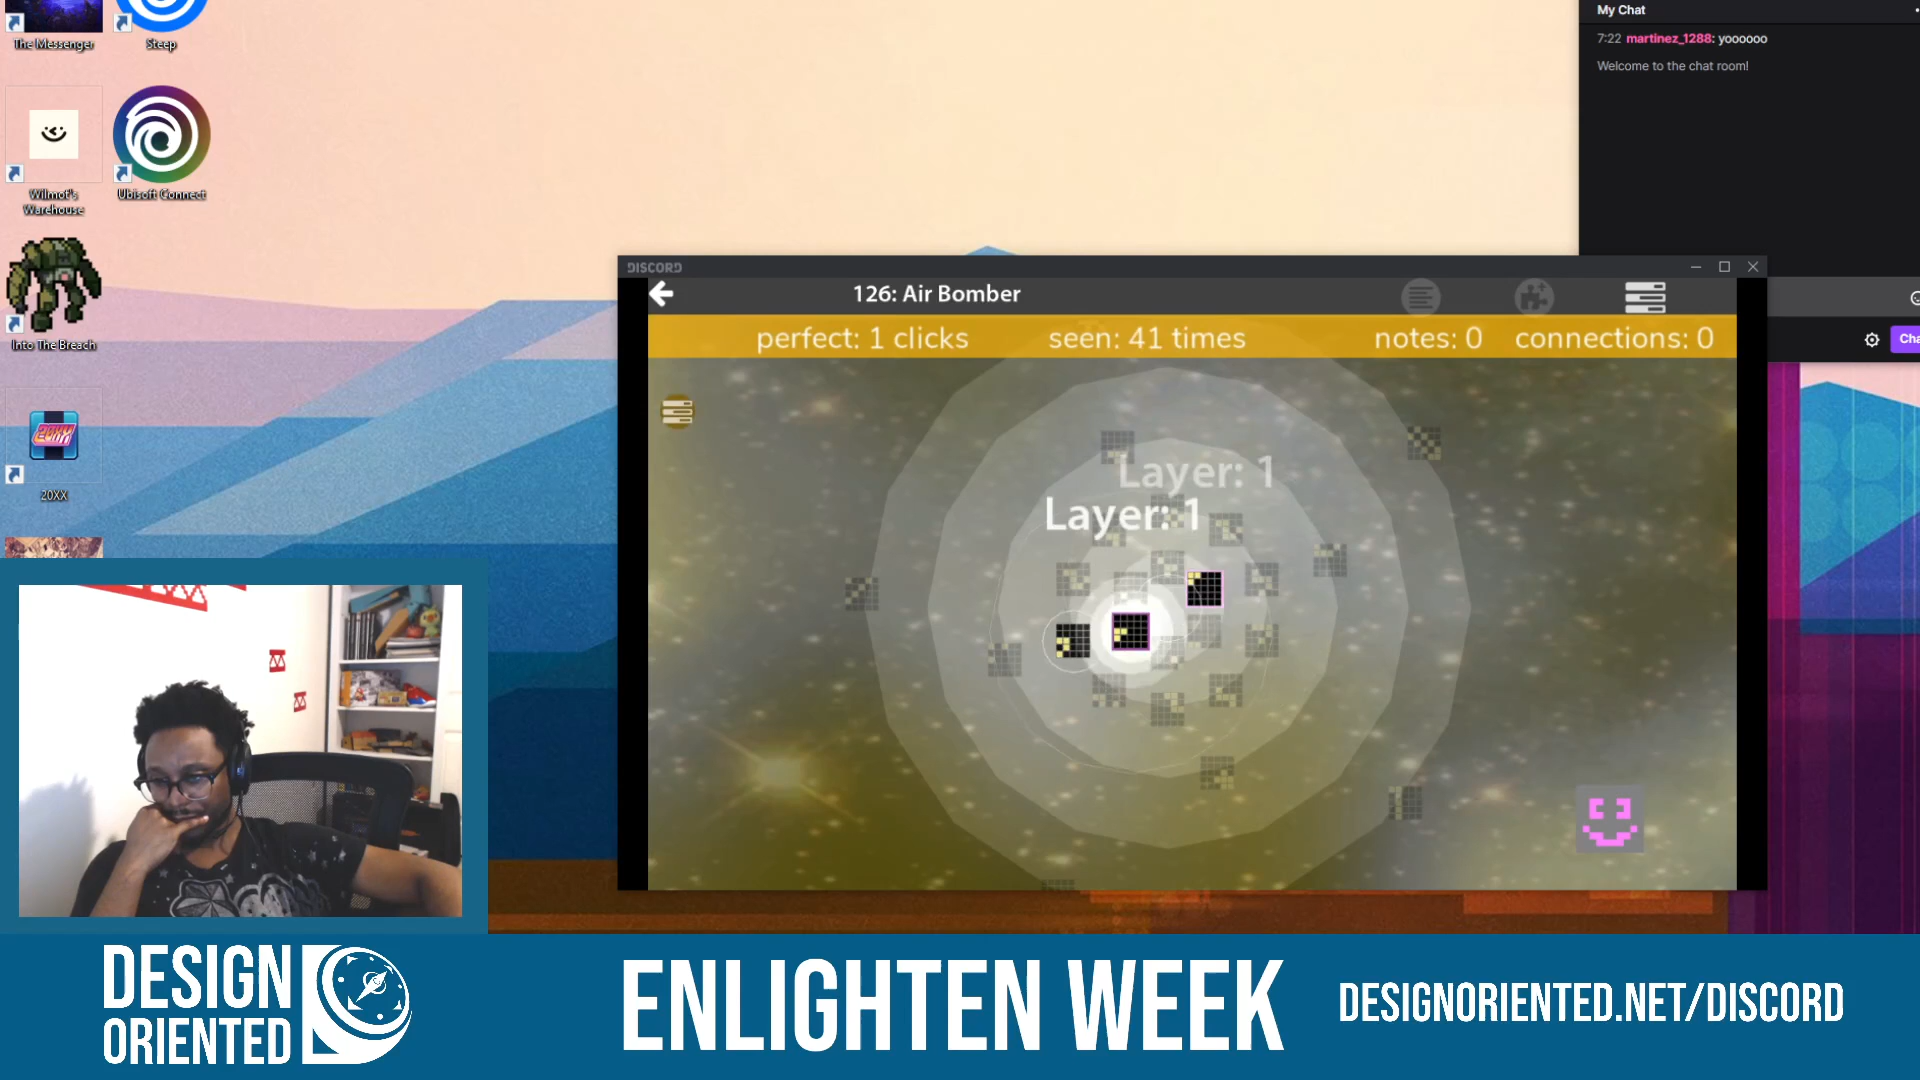 The Messenger
Steep
Wilmot's
Warehouse
Ubisoft Connect
Into The Breach
20XX
My Chat
7:22 martinez_1288: yoooooo
Welcome to the chat room!
Cha
DISCORD
126: Air Bomber
perfect: 1 clicks
seen: 41 times
notes: 0
connections: 0
Layer: 1
Layer: 1
DESIGN
ORIENTED
ENLIGHTEN WEEK
DESIGNORIENTED.NET/DISCORD